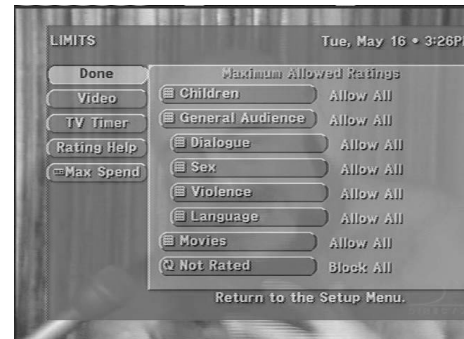 LIMITS
Tue, May 16 • 3:26P
Done
Video
TV Timer
Rating Help
Max Spend
Maximum Allowed Ratings
Children Allow All
General Audience Allow All
Dialogue Allow All
Sex Allow All
Violence Allow All
Language Allow All
Movies Allow All
Not Rated Block All
Return to the Setup Menu.